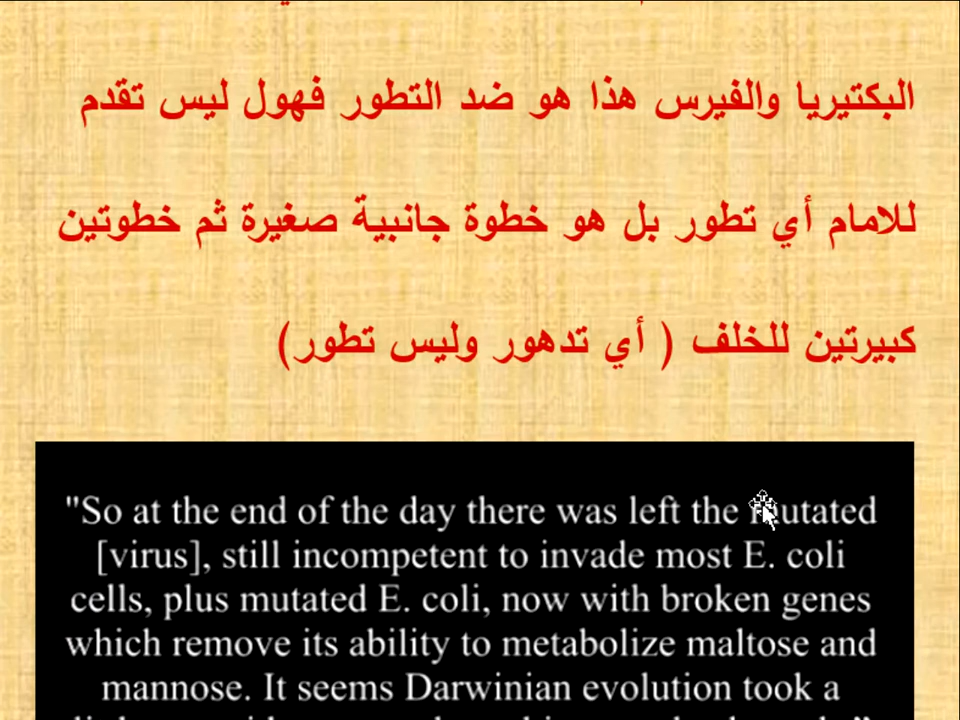 البكتيريا والفيرس هذا هو ضد التطور فهول ليس تقدم
للامام أي تطور بل هو خطوة جانبية صغيرة ثم خطوتين
كبيرتين للخلف ( أي تدهور وليس تطور)
"So at the end of the day there was left the mutated
[virus], still incompetent to invade most E. coli
cells, plus mutated E. coli, now with broken genes
which remove its ability to metabolize maltose and
mannose. It seems Darwinian evolution took a